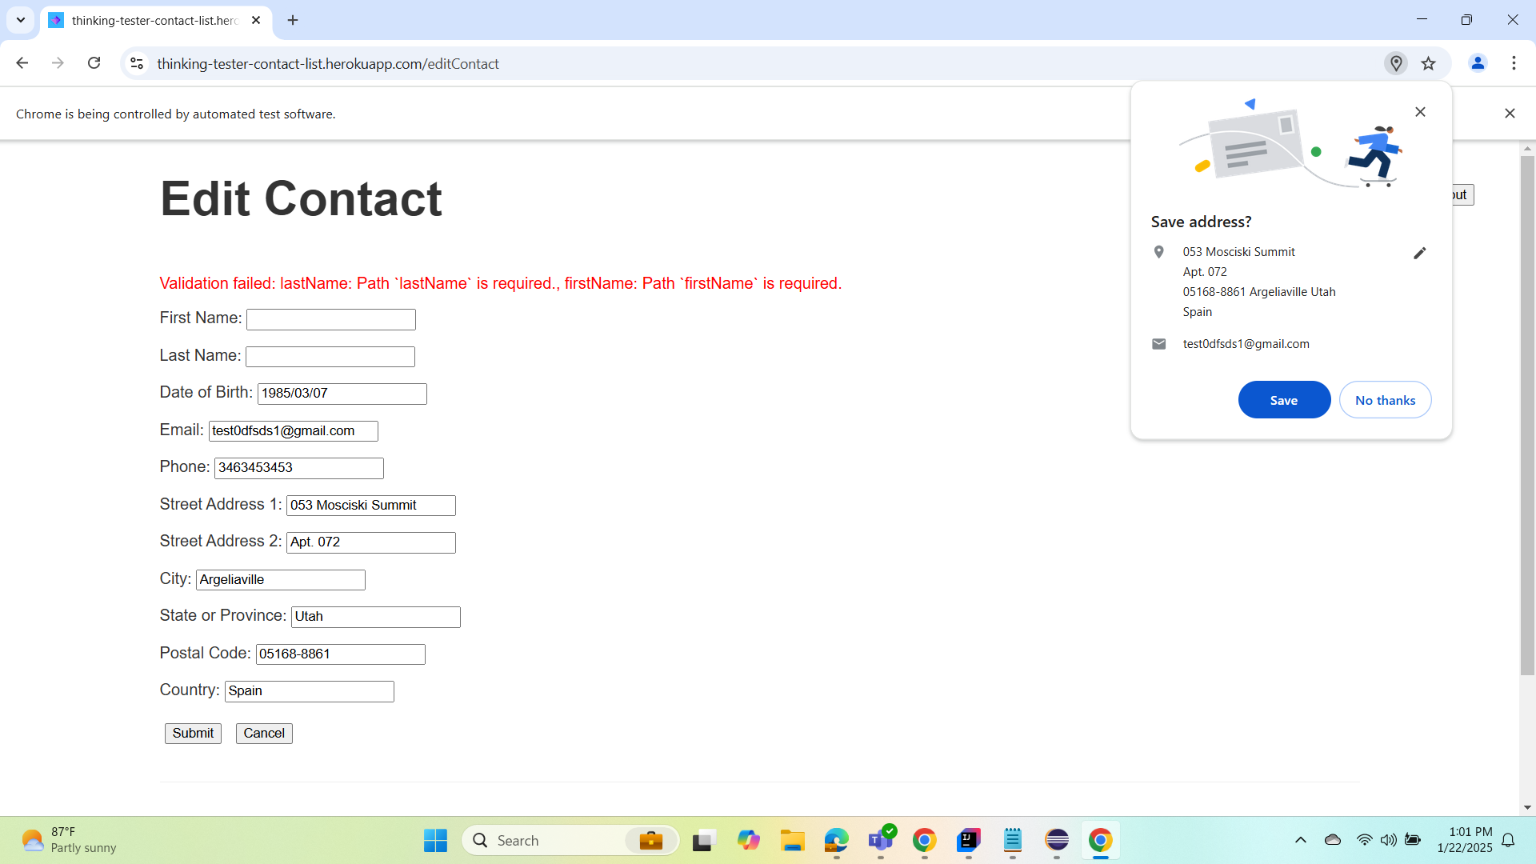 thinking-tester-contact-list.herc
thinking-tester-contact-list.herokuapp.com/editContact
Chrome is being controlled by automated test software.
Edit Contact
Validation failed: lastName: Path `lastName` is required., firstName: Path `firstName` is required.
First Name:
Last Name:
Date of Birth: 1985/03/07
Email: test0dfsds1@gmail.com
Phone: 3463453453
Street Address 1: 053 Mosciski Summit
Street Address 2: Apt. 072
City: Argeliaville
State or Province: Utah
Postal Code: 05168-8861
Country: Spain
Submit Cancel
out
Save address?
053 Mosciski Summit
Apt. 072
05168-8861 Argeliaville Utah
Spain
test0dfsds1@gmail.com
Save No thanks
87°F
Partly sunny
Search
1:01 PM
1/22/2025